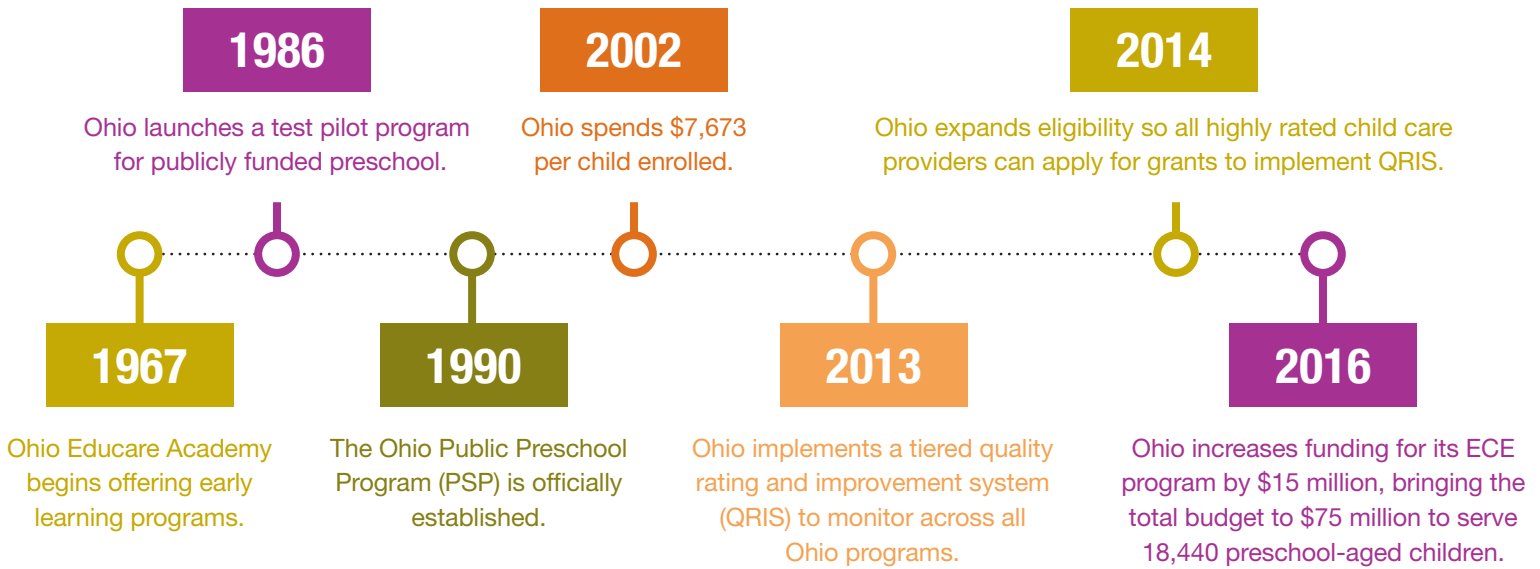 1986
Ohio launches a test pilot program
for publicly funded preschool.
2002
Ohio spends $7,673
per child enrolled.
2014
Ohio expands eligibility so all highly rated child care
providers can apply for grants to implement QRIS.
1967
Ohio Educare Academy
begins offering early
learning programs.
1990
The Ohio Public Preschool
Program (PSP) is officially
established.
2013
Ohio implements a tiered quality
rating and improvement system
(QRIS) to monitor across all
Ohio programs.
2016
Ohio increases funding for its ECE
program by $15 million, bringing the
total budget to $75 million to serve
18,440 preschool-aged children.